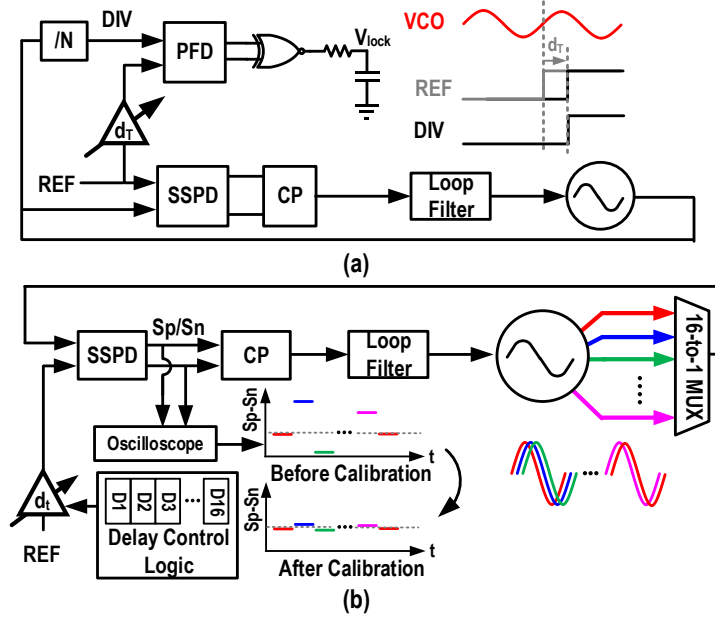 /N
DIV
PFD
Vlock
VCO
dT
REF
DIV
dT
REF
SSPD
CP
Loop
Filter
(a)
SSPD
Sp/Sn
CP
Loop
Filter
16-to-1 MUX
Oscilloscope
Sp-Sn
t
Before Calibration
dt
REF
D1
D2
D3
D16
Delay Control
Logic
Sp-Sn
t
After Calibration
(b)